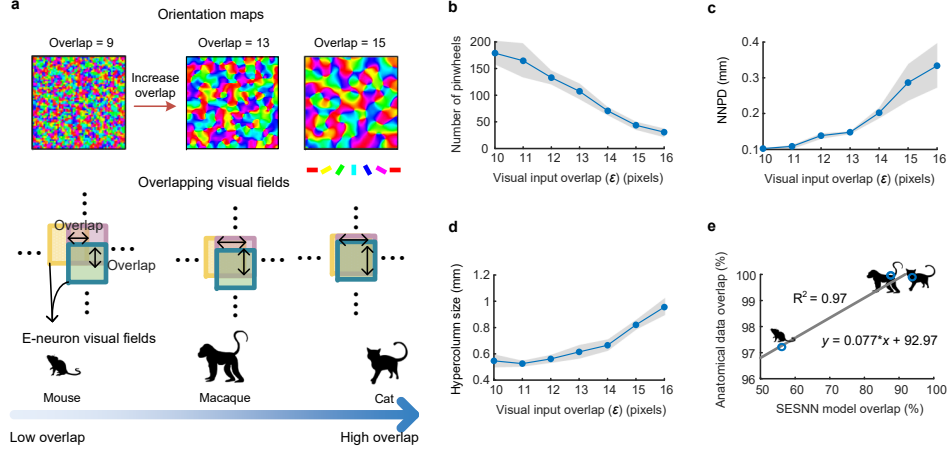 a
Orientation maps
Overlap = 9
Overlap = 13
Overlap = 15
Increase
overlap
Overlapping visual fields
Overlap
Overlap
E-neuron visual fields
Mouse
Macaque
Cat
Low overlap
High overlap
b
Number of pinwheels
200
150
100
50
0
10 11 12 13 14 15 16
Visual input overlap (ε) (pixels)
c
NNPD (mm)
0.4
0.3
0.2
0.1
10 11 12 13 14 15 16
Visual input overlap (ε) (pixels)
d
Hypercolumn size (mm)
1.2
1
0.8
0.6
0.4
10 11 12 13 14 15 16
Visual input overlap (ε) (pixels)
e
Anatomical data overlap (%)
100
99
98
97
96
R² = 0.97
y = 0.077*x + 92.97
50 60 70 80 90 100
SESNN model overlap (%)